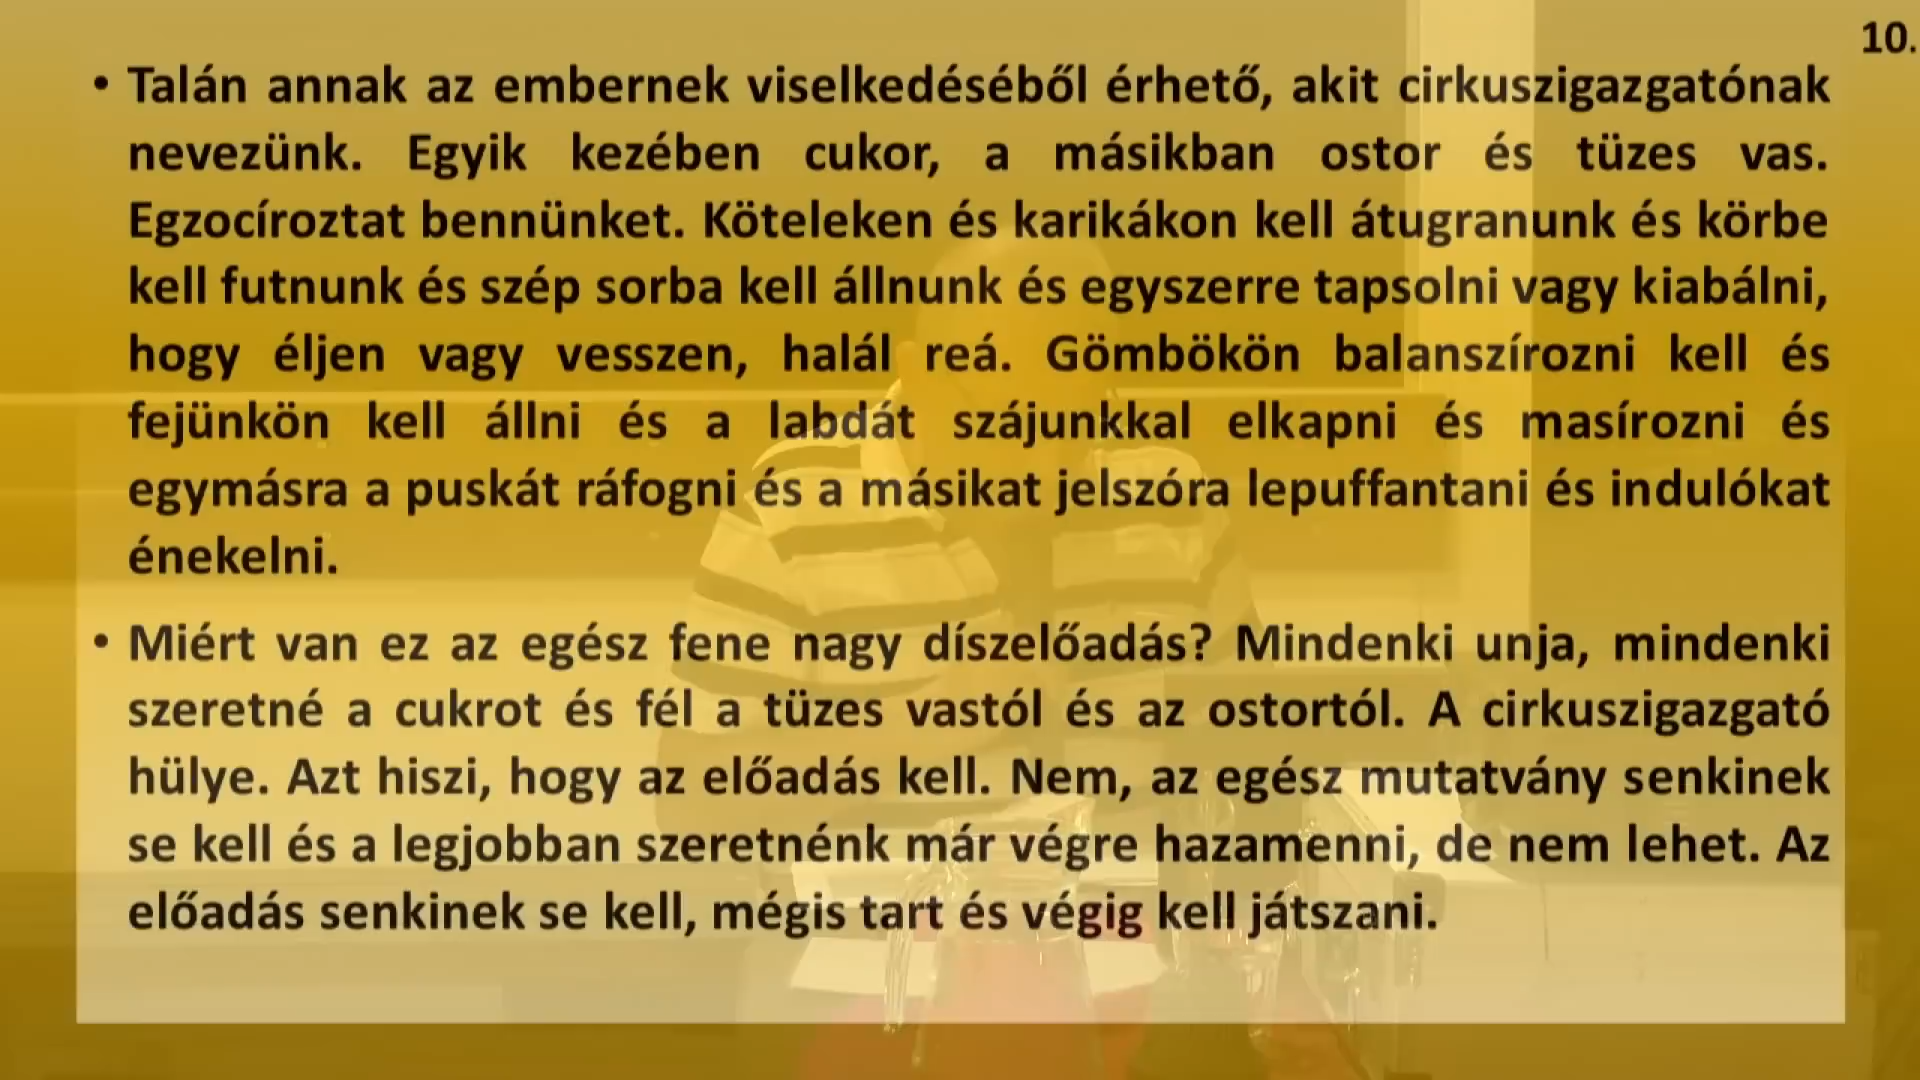 10.
• Talán annak az embernek viselkedéséből érhető, akit cirkuszigazgatónak
nevezünk. Egyik kezében cukor, a másikban ostor és tüzes vas.
Egzocíroztat bennünket. Köteleken és karikákon kell átugranunk és körbe
kell futnunk és szép sorba kell állnunk és egyszerre tapsolni vagy kiabálni,
hogy éljen vagy vesszen, halál reá. Gömbökön balanszírozni kell és
fejünkön kell állni és a labdát szájunkkal elkapni és masírozni és
egymásra a puskát ráfogni és a másikat jelszóra lepuffantani és indulókat
énekelni.
• Miért van ez az egész fene nagy díszelőadás? Mindenki unja, mindenki
szeretné a cukrot és fél a tüzes vastól és az ostortól. A cirkuszigazgató
hülye. Azt hiszi, hogy az előadás kell. Nem, az egész mutatvány senkinek
se kell és a legjobban szeretnénk már végre hazamenni, de nem lehet. Az
előadás senkinek se kell, mégis tart és végig kell játszani.